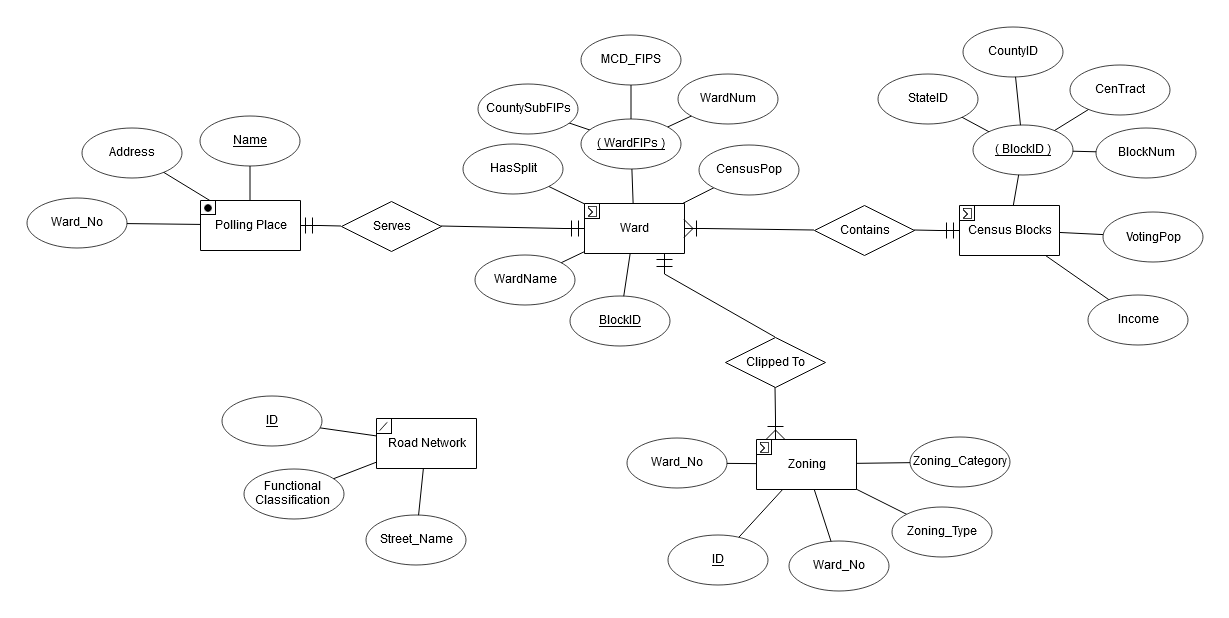 CountyID
MCD_FIPS
CenTract
StateID
WardNum
CountySubFIPs
Name
( WardFIPs )
( BlockID )
BlockNum
Address
HasSplit
CensusPop
Ward_No
Polling Place
Serves
Ward
Contains
Census Blocks
VotingPop
WardName
BlockID
Income
Clipped To
ID
Road Network
Functional
Classification
Street_Name
Ward_No
Zoning
Zoning_Category
Zoning_Type
ID
Ward_No